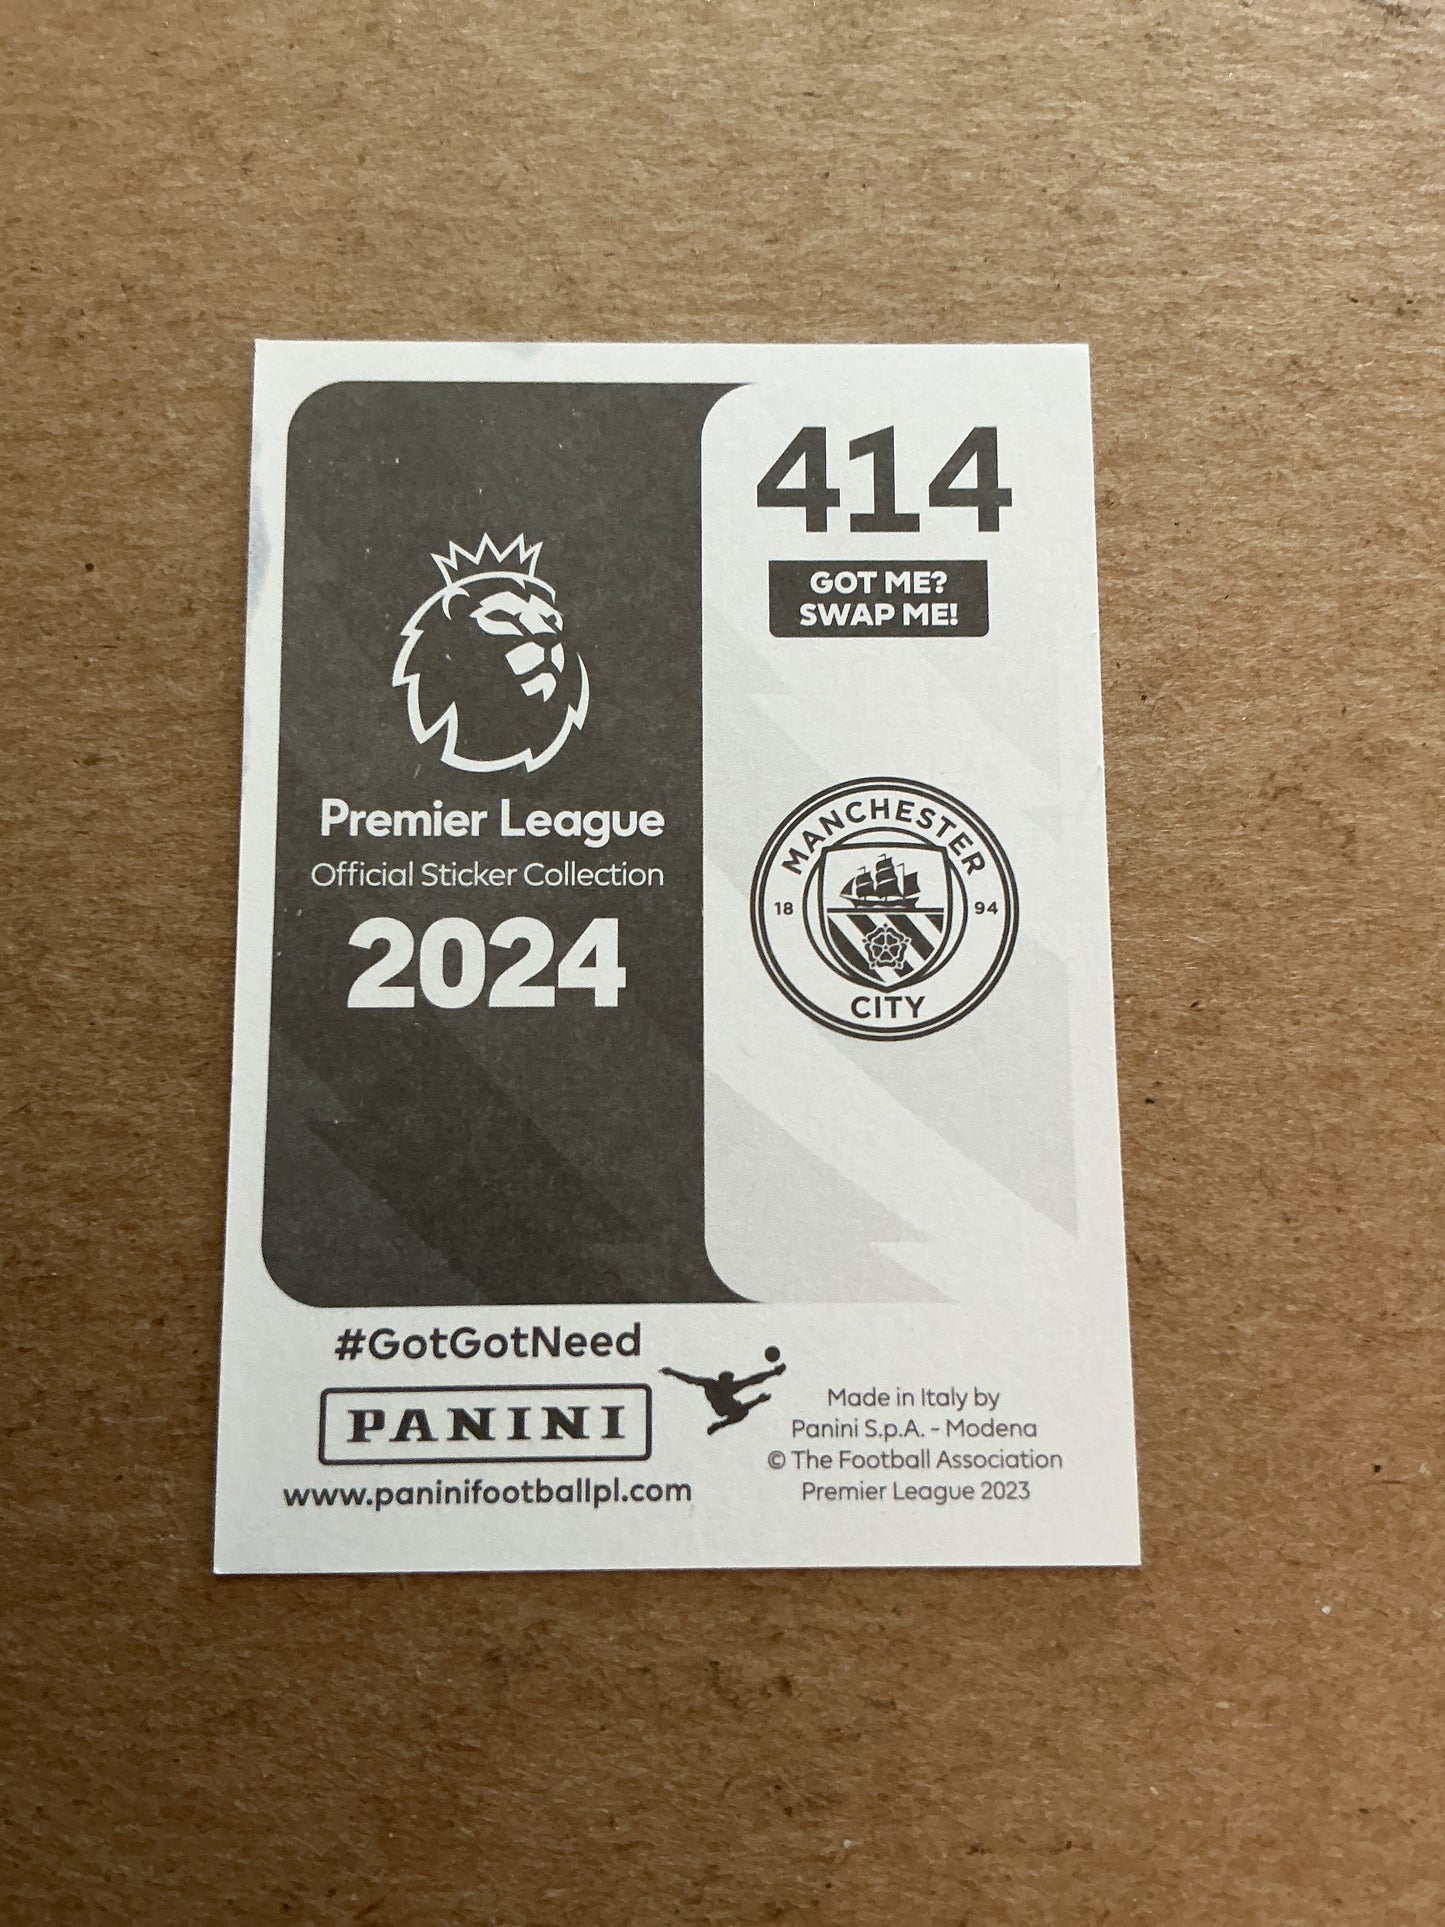 414
GOT ME?
SWAP ME!
Premier League
Official Sticker Collection
2024
MANCHESTER
18 94
CITY
#GotGotNeed
PANINI
www.paninifootballpl.com
Made in Italy by
Panini S.p.A. - Modena
© The Football Association
Premier League 2023